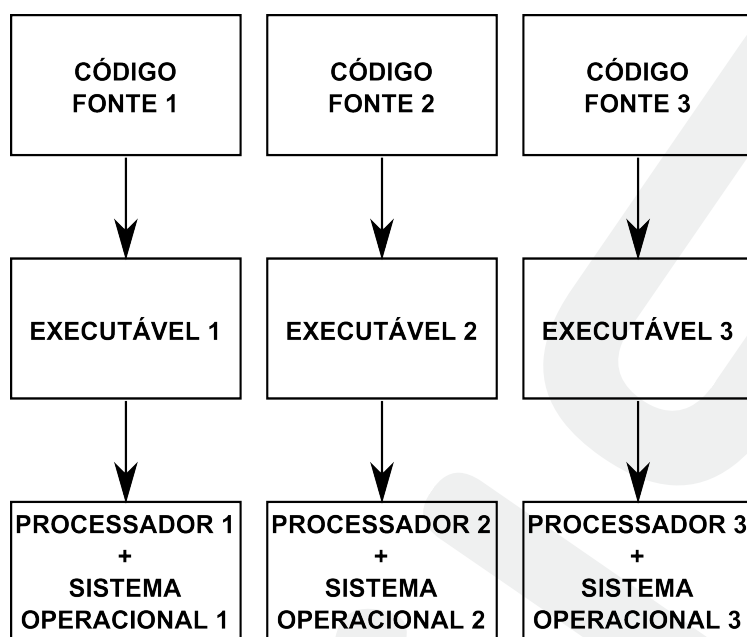 CÓDIGO
FONTE 1
CÓDIGO
FONTE 2
CÓDIGO
FONTE 3
EXECUTÁVEL 1
EXECUTÁVEL 2
EXECUTÁVEL 3
PROCESSADOR 1
+
SISTEMA
OPERACIONAL 1
PROCESSADOR 2
+
SISTEMA
OPERACIONAL 2
PROCESSADOR 3
+
SISTEMA
OPERACIONAL 3